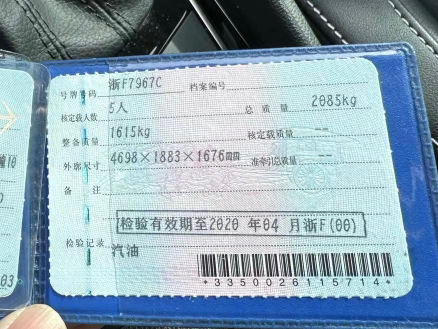 号牌号码 浙F7967C 档案编号
核定载人数 5人 总质量 2085kg
整备质量 1615kg 核定载质量 --
外廓尺寸 4698×1883×1676mm 准牵引总质量 --
备注
检验有效期至2020 年04 月浙F(00)
检验记录
汽油
*3350026115714*
03